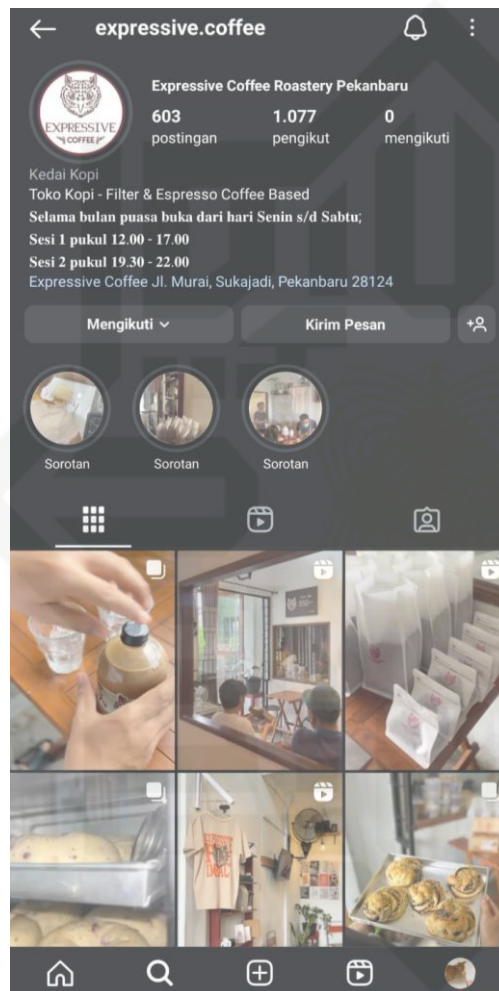 expressive.coffee
EXPRESSIVE
COFFEE
Expressive Coffee Roastery Pekanbaru
603
1.077
0
postingan
pengikut
mengikuti
Kedai Kopi
Toko Kopi - Filter & Espresso Coffee Based
Selama bulan puasa buka dari hari Senin s/d Sabtu;
Sesi 1 pukul 12.00 - 17.00
Sesi 2 pukul 19.30 - 22.00
Expressive Coffee Jl. Murai, Sukajadi, Pekanbaru 28124
Mengikuti
Kirim Pesan
Sorotan
Sorotan
Sorotan